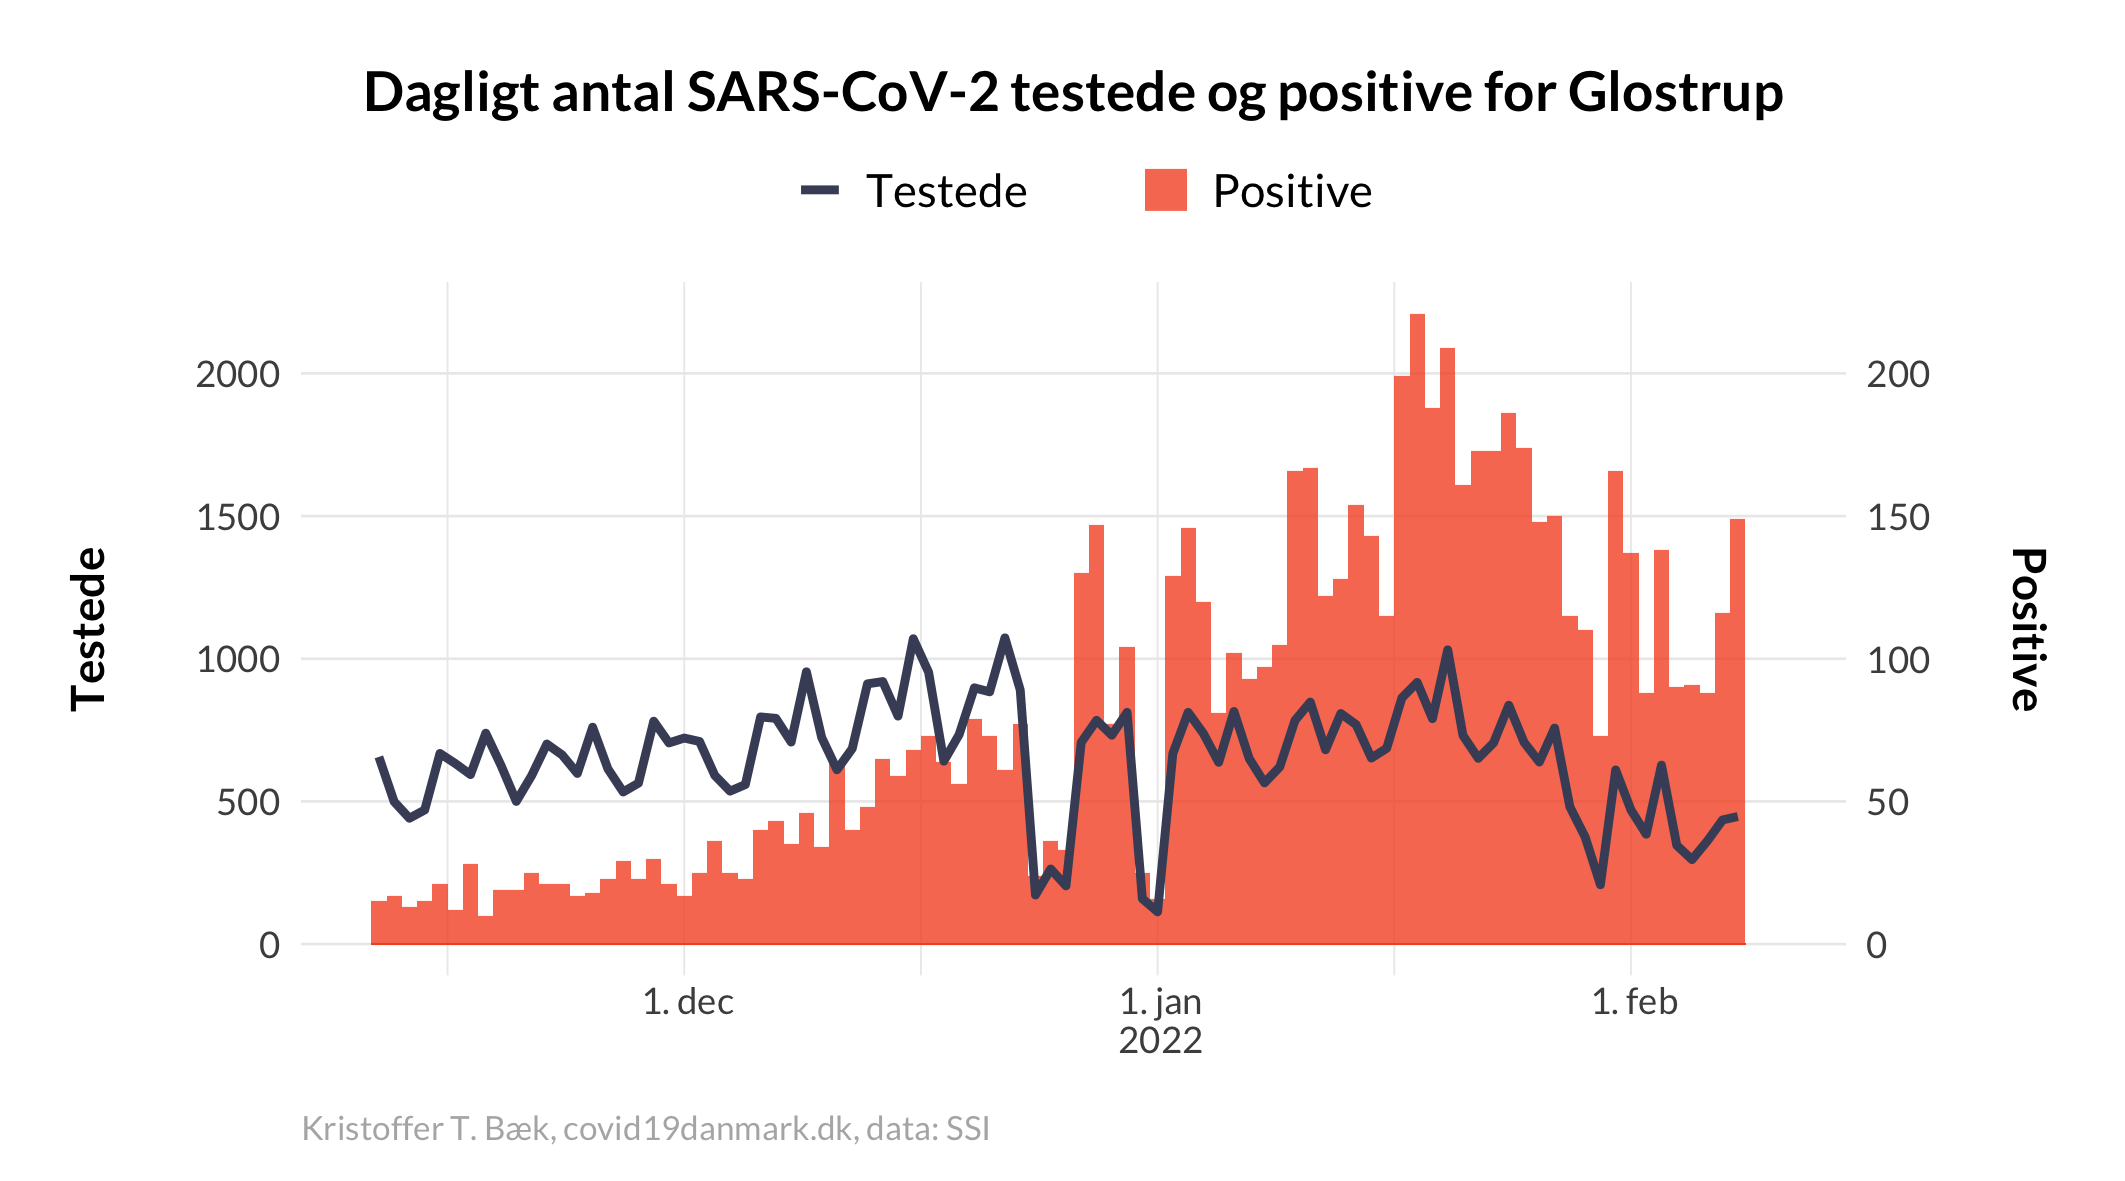 Dagligt antal SARS-CoV-2 testede og positive for Glostrup
Testede
Positive
2000
1500
1000
500
0
Testede
200
150
100
50
0
Positive
1. dec
1. jan
2022
1. feb
Kristoffer T. Bæk, covid19danmark.dk, data: SSI